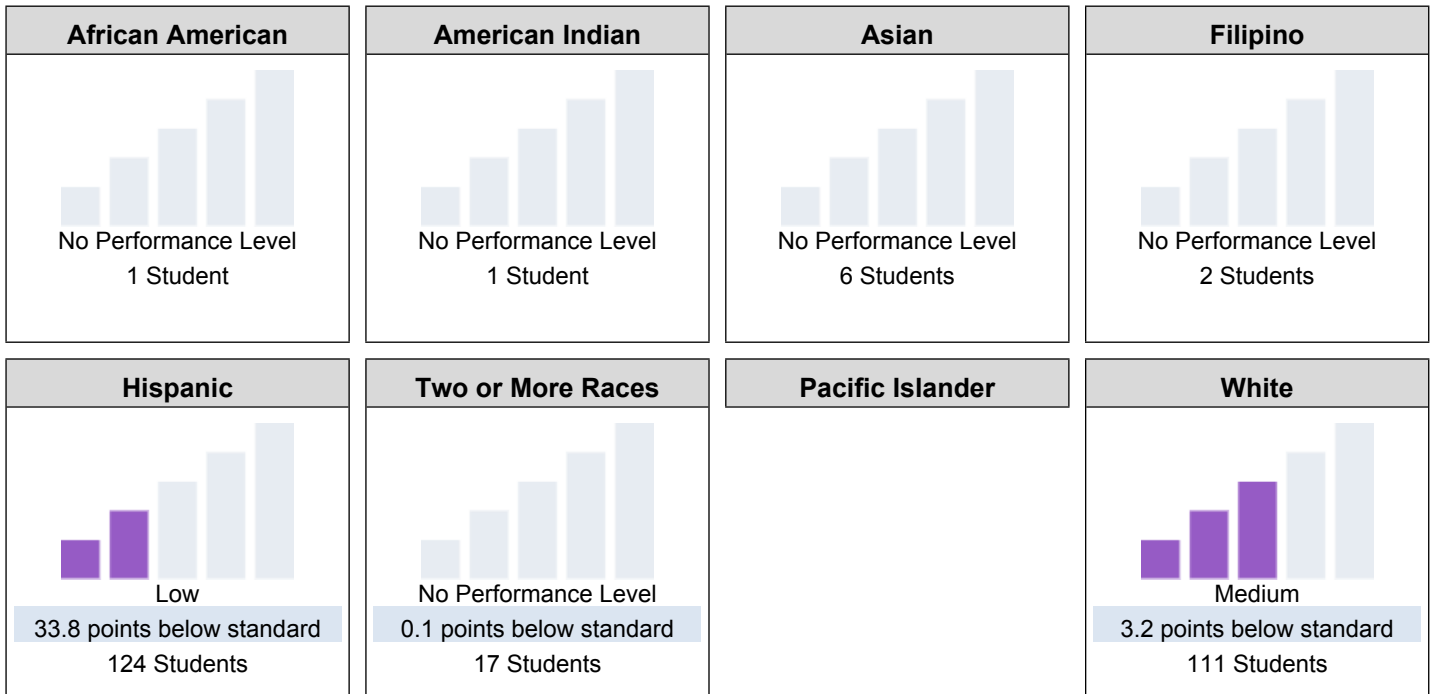 African American
No Performance Level
1 Student
American Indian
No Performance Level
1 Student
Asian
No Performance Level
6 Students
Filipino
No Performance Level
2 Students
Hispanic
Low
33.8 points below standard
124 Students
Two or More Races
No Performance Level
0.1 points below standard
17 Students
Pacific Islander
White
Medium
3.2 points below standard
111 Students